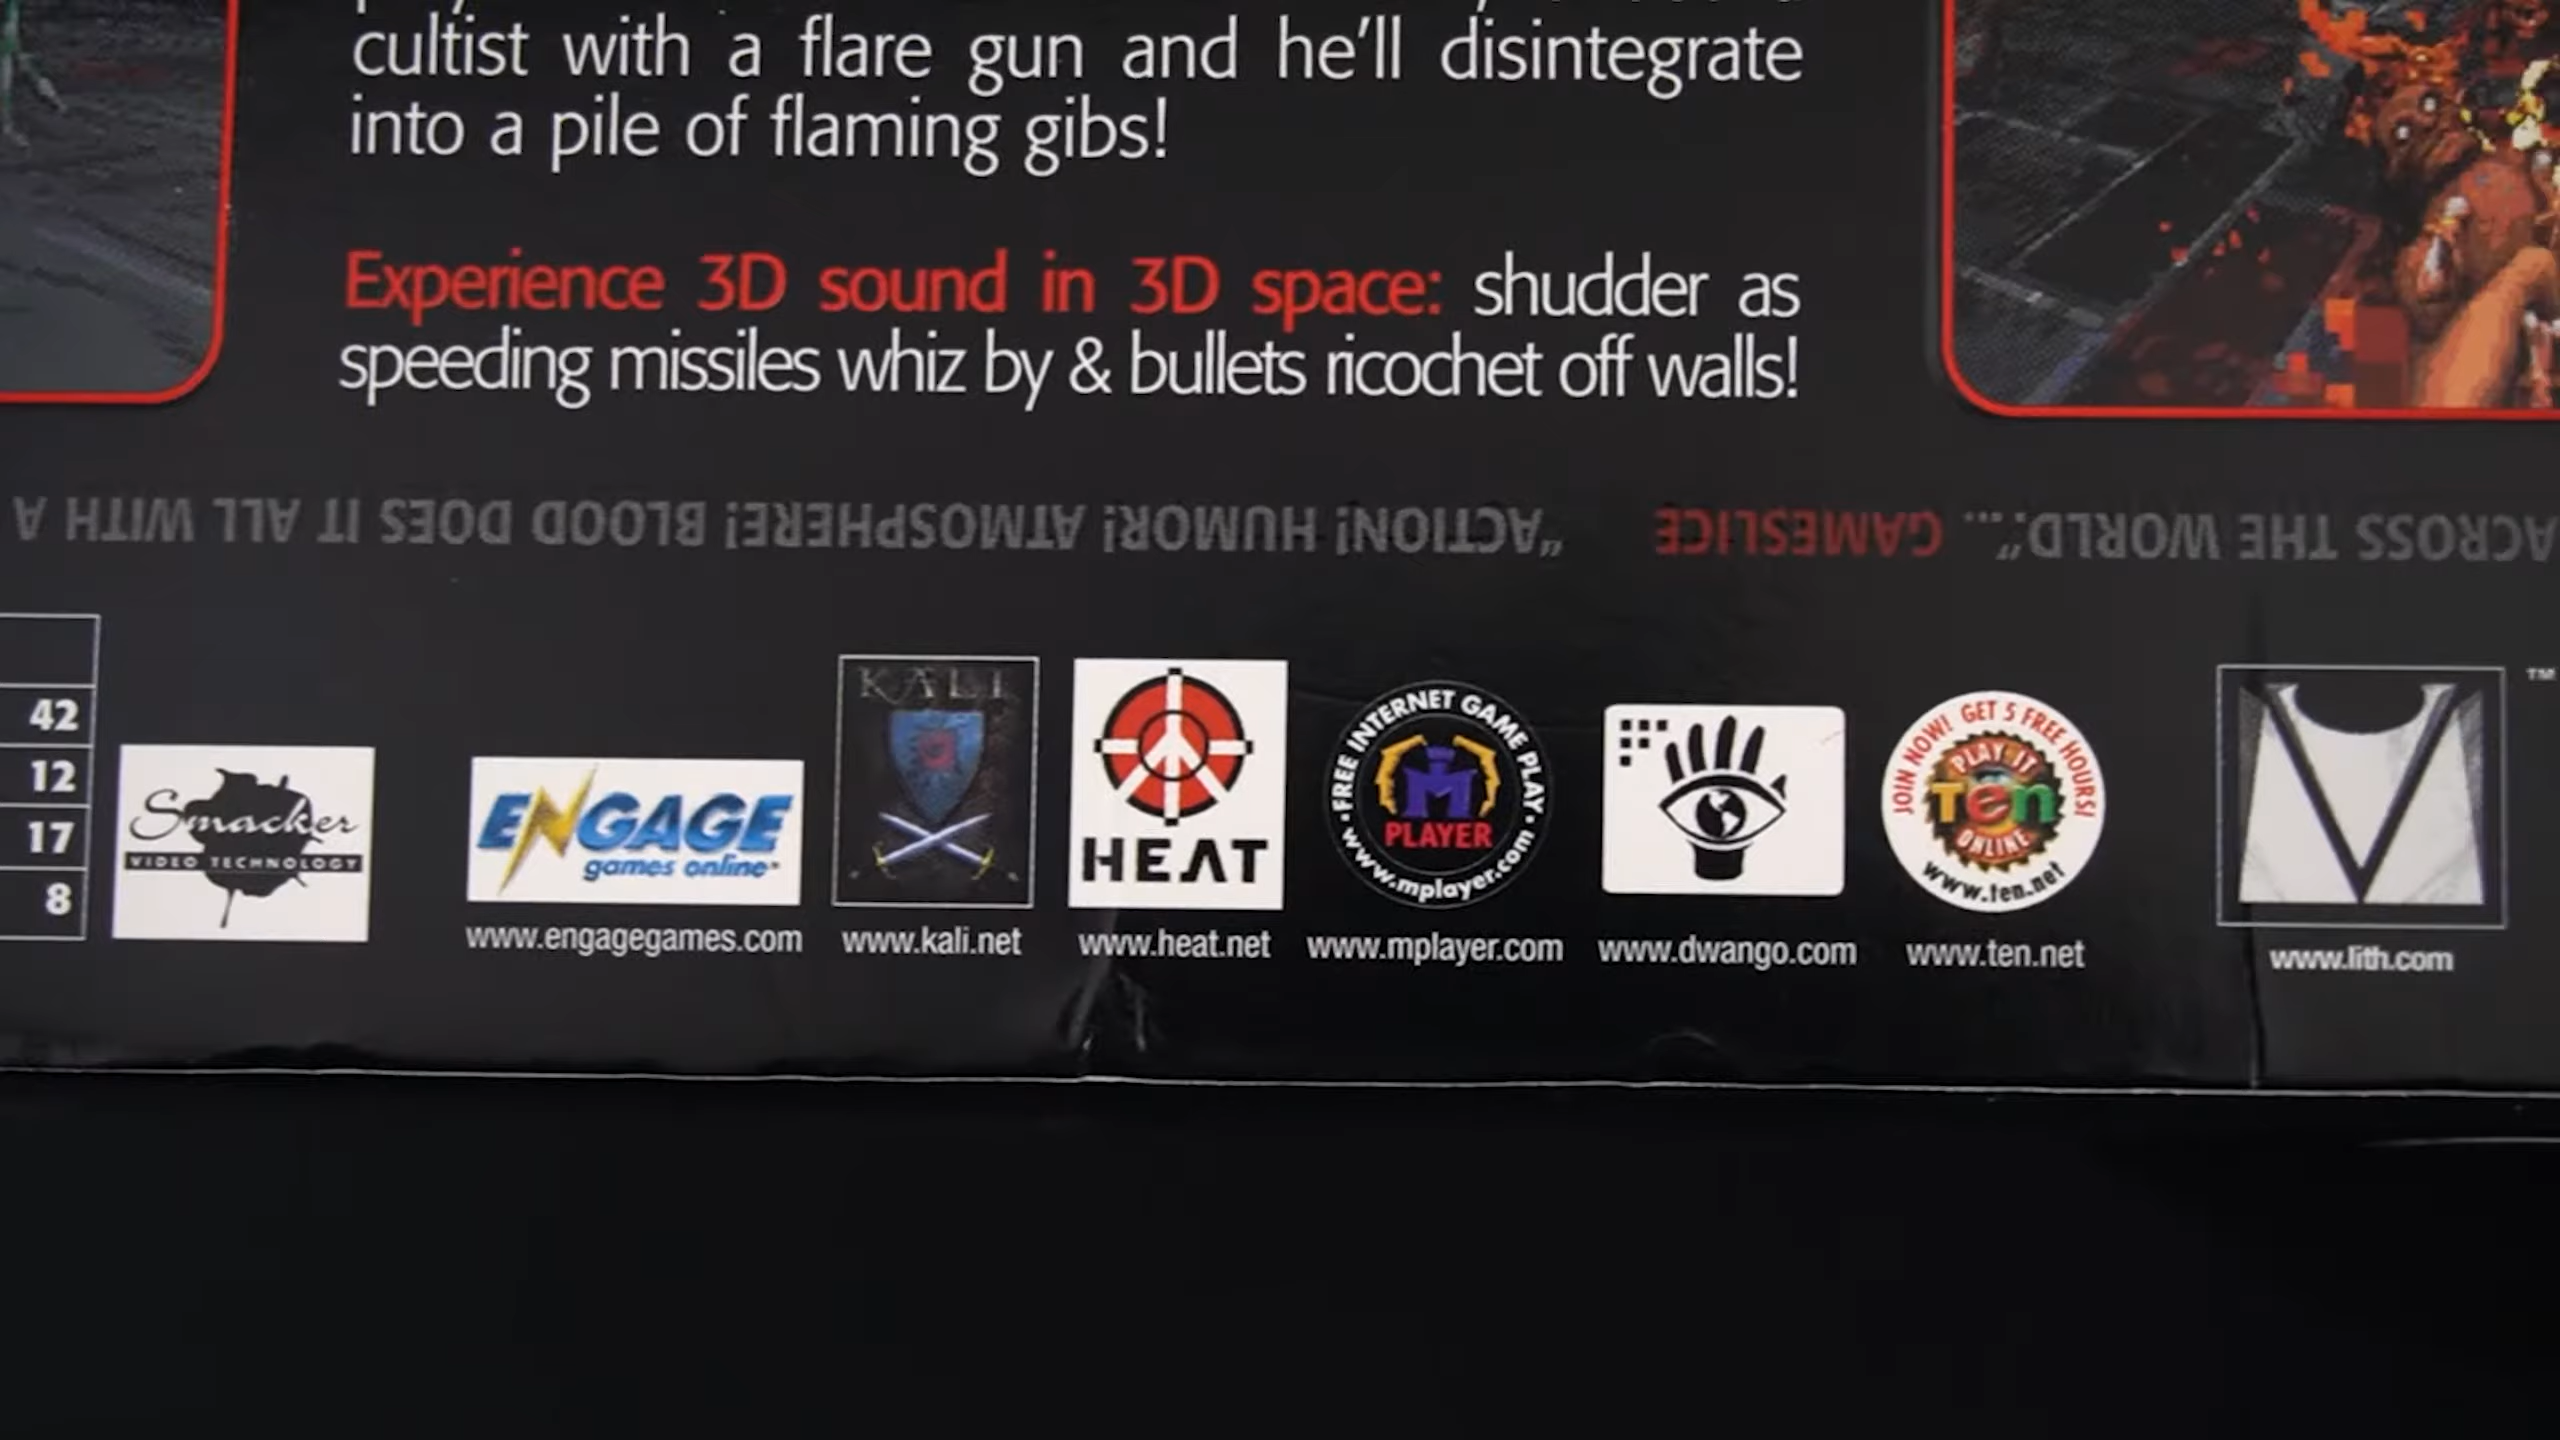 cultist with a flare gun and he'll disintegrate
into a pile of flaming gibs!
Experience 3D sound in 3D space: shudder as
speeding missiles whiz by & bullets ricochet off walls!
ACROSS THE WORLD."... GAMESLICE "ACTION! HUMOR! ATMOSPHERE! BLOOD DOES IT ALL WITH A
42
12
17
8
Smacker
VIDEO TECHNOLOGY
ENGAGE
games online
www.engagegames.com
KALI
www.kali.net
HEAT
www.heat.net
• FREE INTERNET GAME PLAY •
M
PLAYER
www.mplayer.com
www.mplayer.com
www.dwango.com
JOIN NOW! GET 5 FREE HOURS!
PLAY IT
Ten
ONLINE
www.ten.net
www.ten.net
TM
www.lith.com